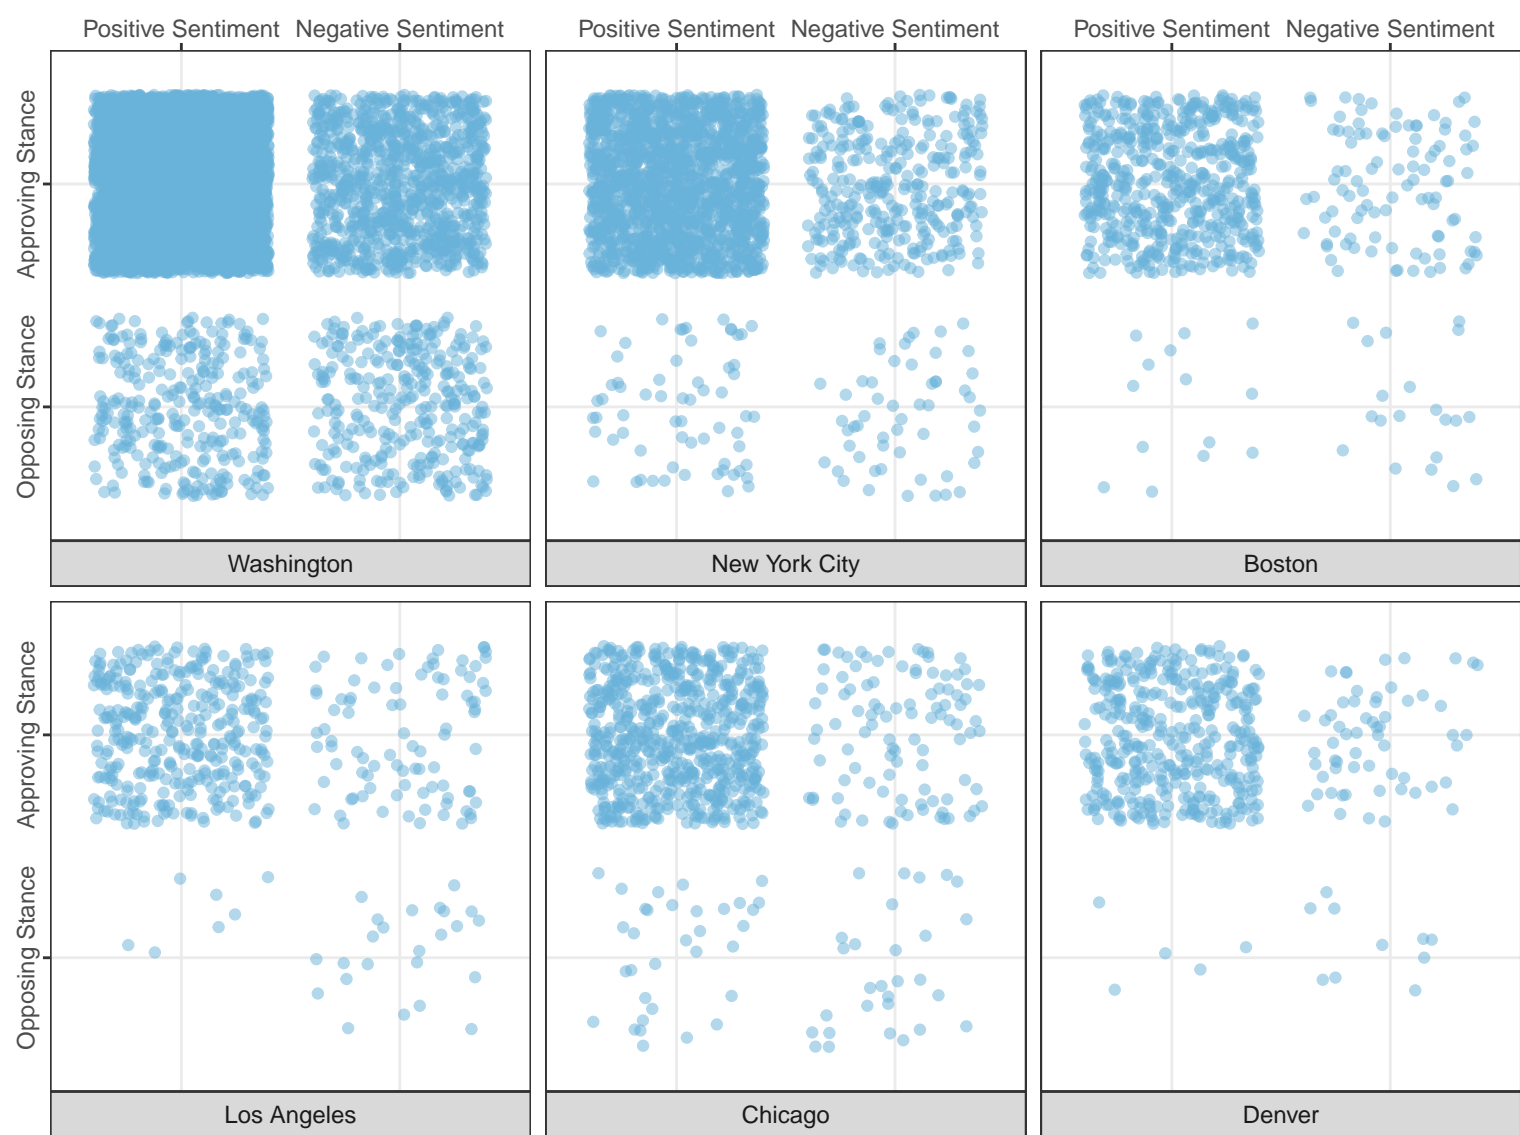 Positive Sentiment Negative Sentiment Positive Sentiment Negative Sentiment Positive Sentiment Negative Sentiment
Approving Stance
Opposing Stance
Washington New York City Boston
Approving Stance
Opposing Stance
Los Angeles Chicago Denver